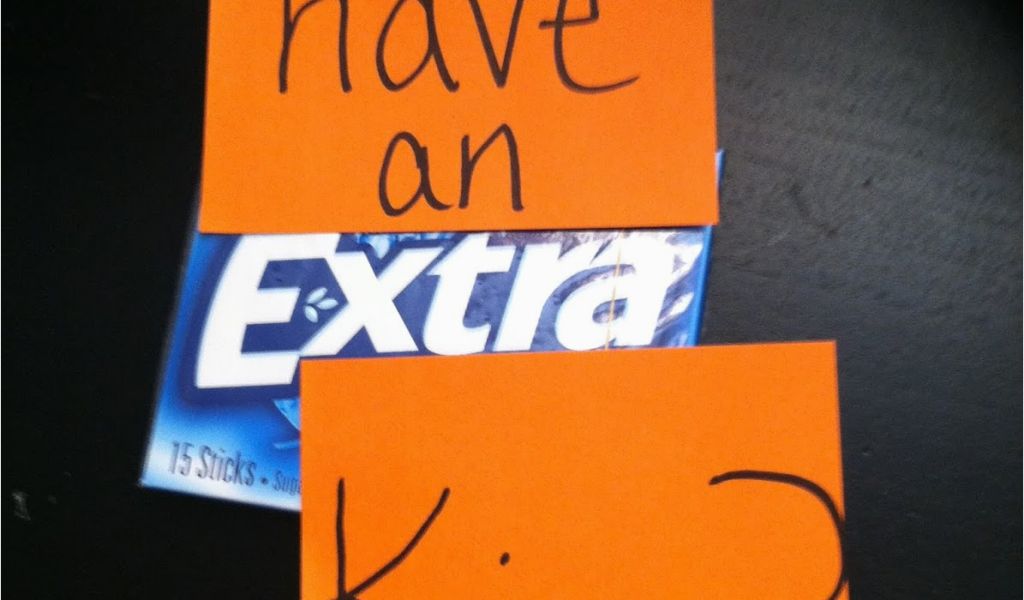 have
an
Extra
15 Sticks •